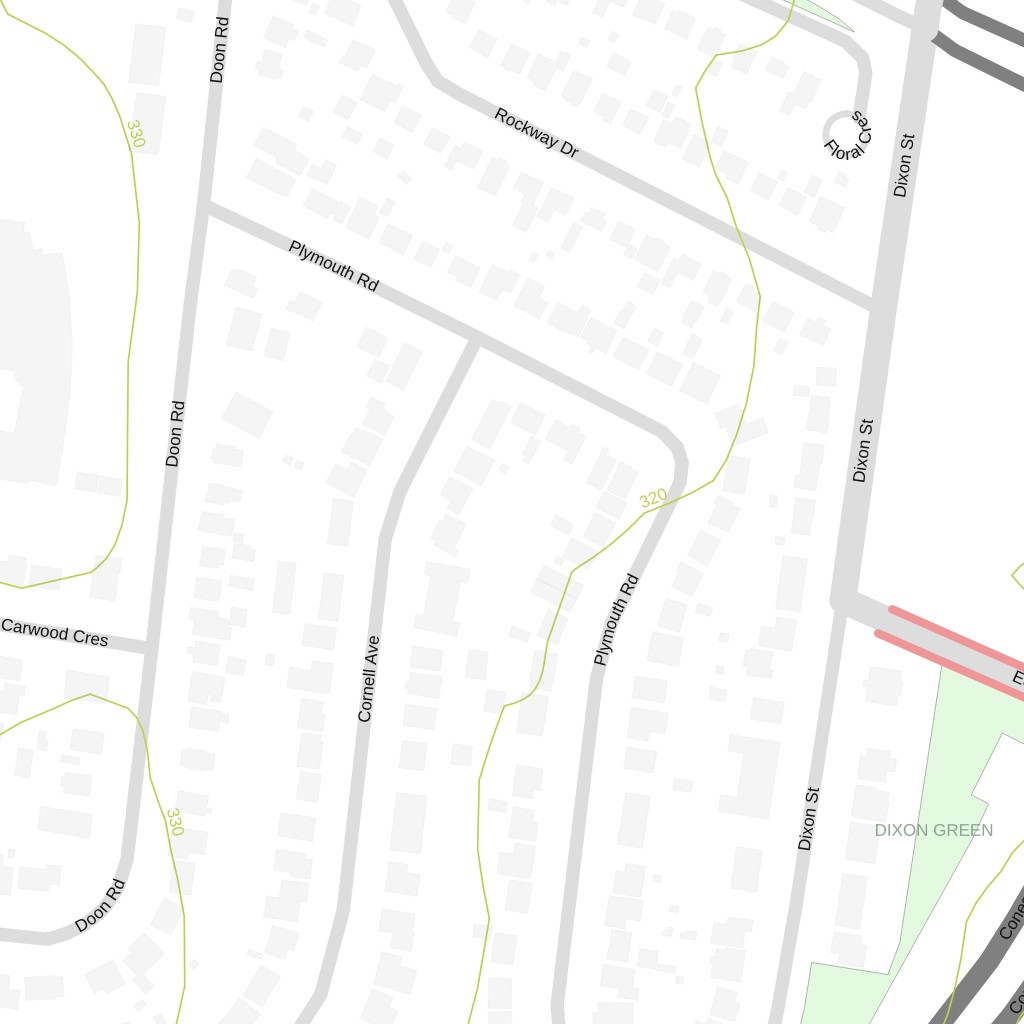 Doon Rd
330
Rockway Dr
Floral Cres
Dixon St
Plymouth Rd
Doon Rd
Dixon St
320
Carwood Cres
Plymouth Rd
Cornell Ave
330
Dixon St
DIXON GREEN
Doon Rd